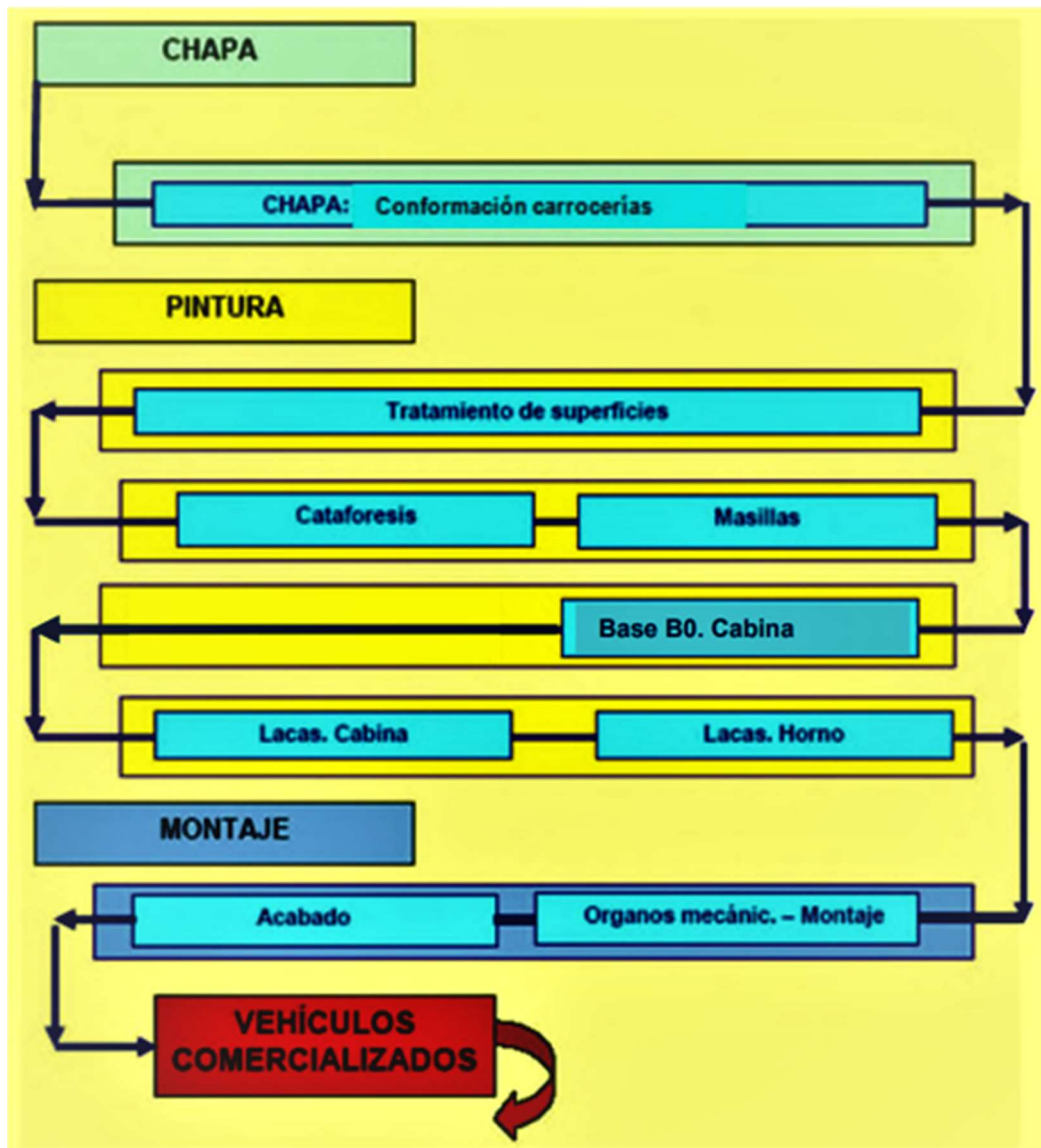 CHAPA
CHAPA: Conformación carrocerías
PINTURA
Tratamiento de superficies
Cataforesis
Masillas
Base B0. Cabina
Lacas. Cabina
Lacas. Horno
MONTAJE
Acabado
Organos mecánic. – Montaje
VEHÍCULOS
COMERCIALIZADOS